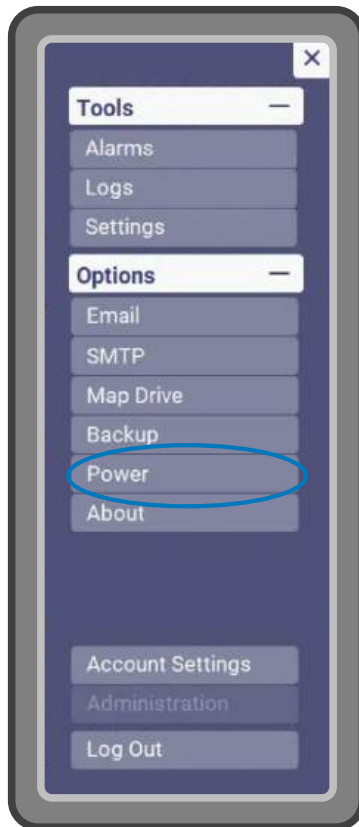 Tools
Alarms
Logs
Settings
Options
Email
SMTP
Map Drive
Backup
Power
About
Account Settings
Administration
Log Out